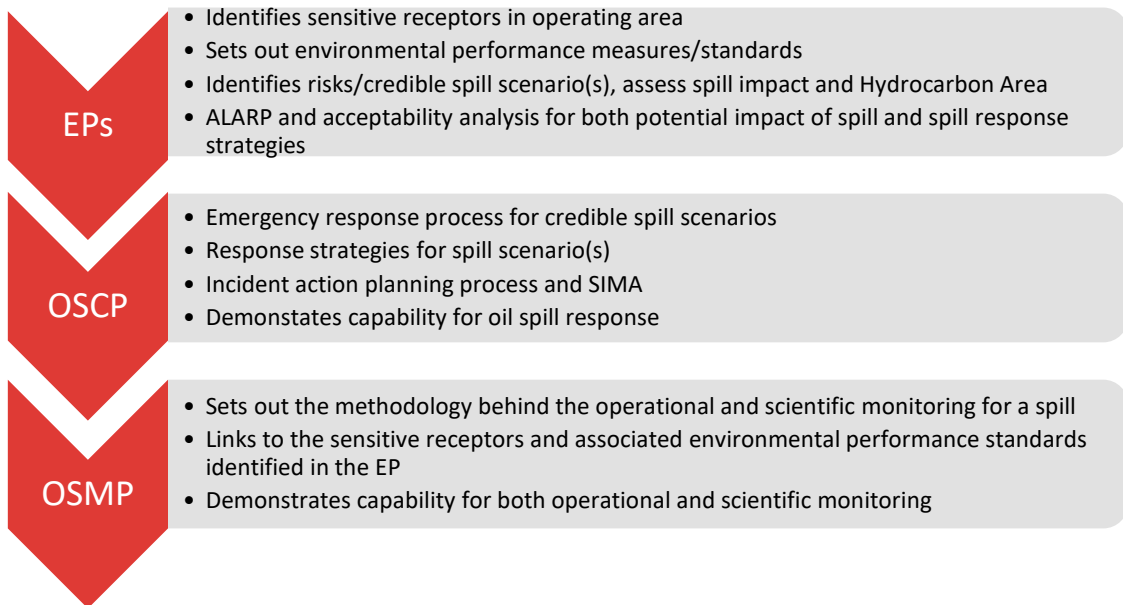 EPs
• Identifies sensitive receptors in operating area
• Sets out environmental performance measures/standards
• Identifies risks/credible spill scenario(s), assess spill impact and Hydrocarbon Area
• ALARP and acceptability analysis for both potential impact of spill and spill response
strategies
OSCP
• Emergency response process for credible spill scenarios
• Response strategies for spill scenario(s)
• Incident action planning process and SIMA
• Demonstates capability for oil spill response
OSMP
• Sets out the methodology behind the operational and scientific monitoring for a spill
• Links to the sensitive receptors and associated environmental performance standards
identified in the EP
• Demonstrates capability for both operational and scientific monitoring